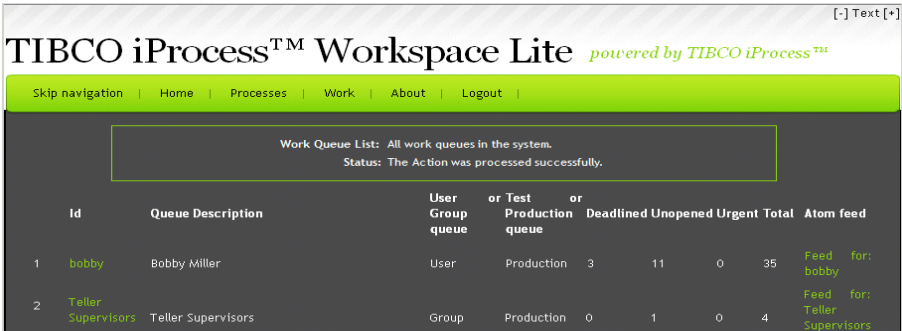 [-] Text [+]
TIBCO iProcess™ Workspace Lite powered by TIBCO iProcess™
Skip navigation | Home | Processes | Work | About | Logout |
Work Queue List: All work queues in the system.
Status: The Action was processed successfully.
User or Test or
Id Queue Description Group Production Deadlined Unopened Urgent Total Atom feed
queue queue
1 bobby Bobby Miller User Production 3 11 0 35 Feed for:
bobby
2 Teller Feed for:
Supervisors Teller Supervisors Group Production 0 1 0 4 Teller
Supervisors